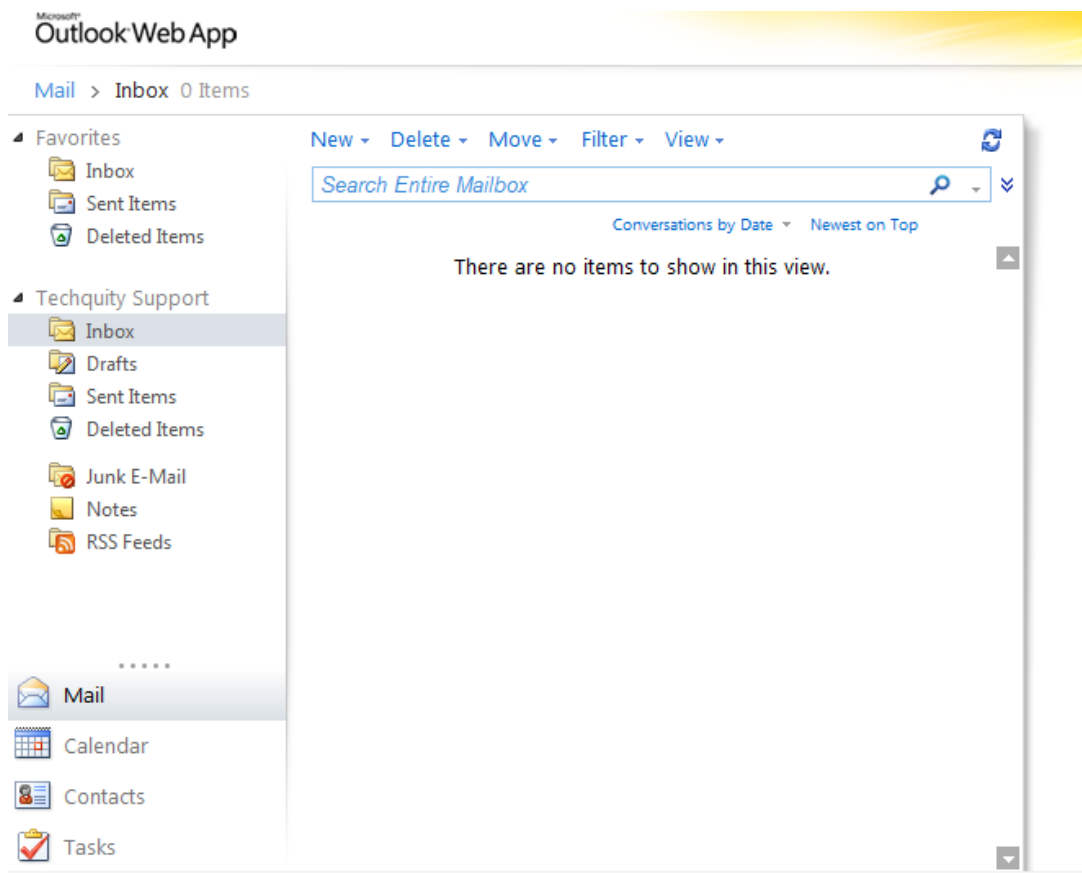 Microsoft®
Outlook Web App
Mail > Inbox 0 Items
Favorites
Inbox
Sent Items
Deleted Items
Techquity Support
Inbox
Drafts
Sent Items
Deleted Items
Junk E-Mail
Notes
RSS Feeds
Mail
Calendar
Contacts
Tasks
New Delete Move Filter View
Search Entire Mailbox
Conversations by Date Newest on Top
There are no items to show in this view.